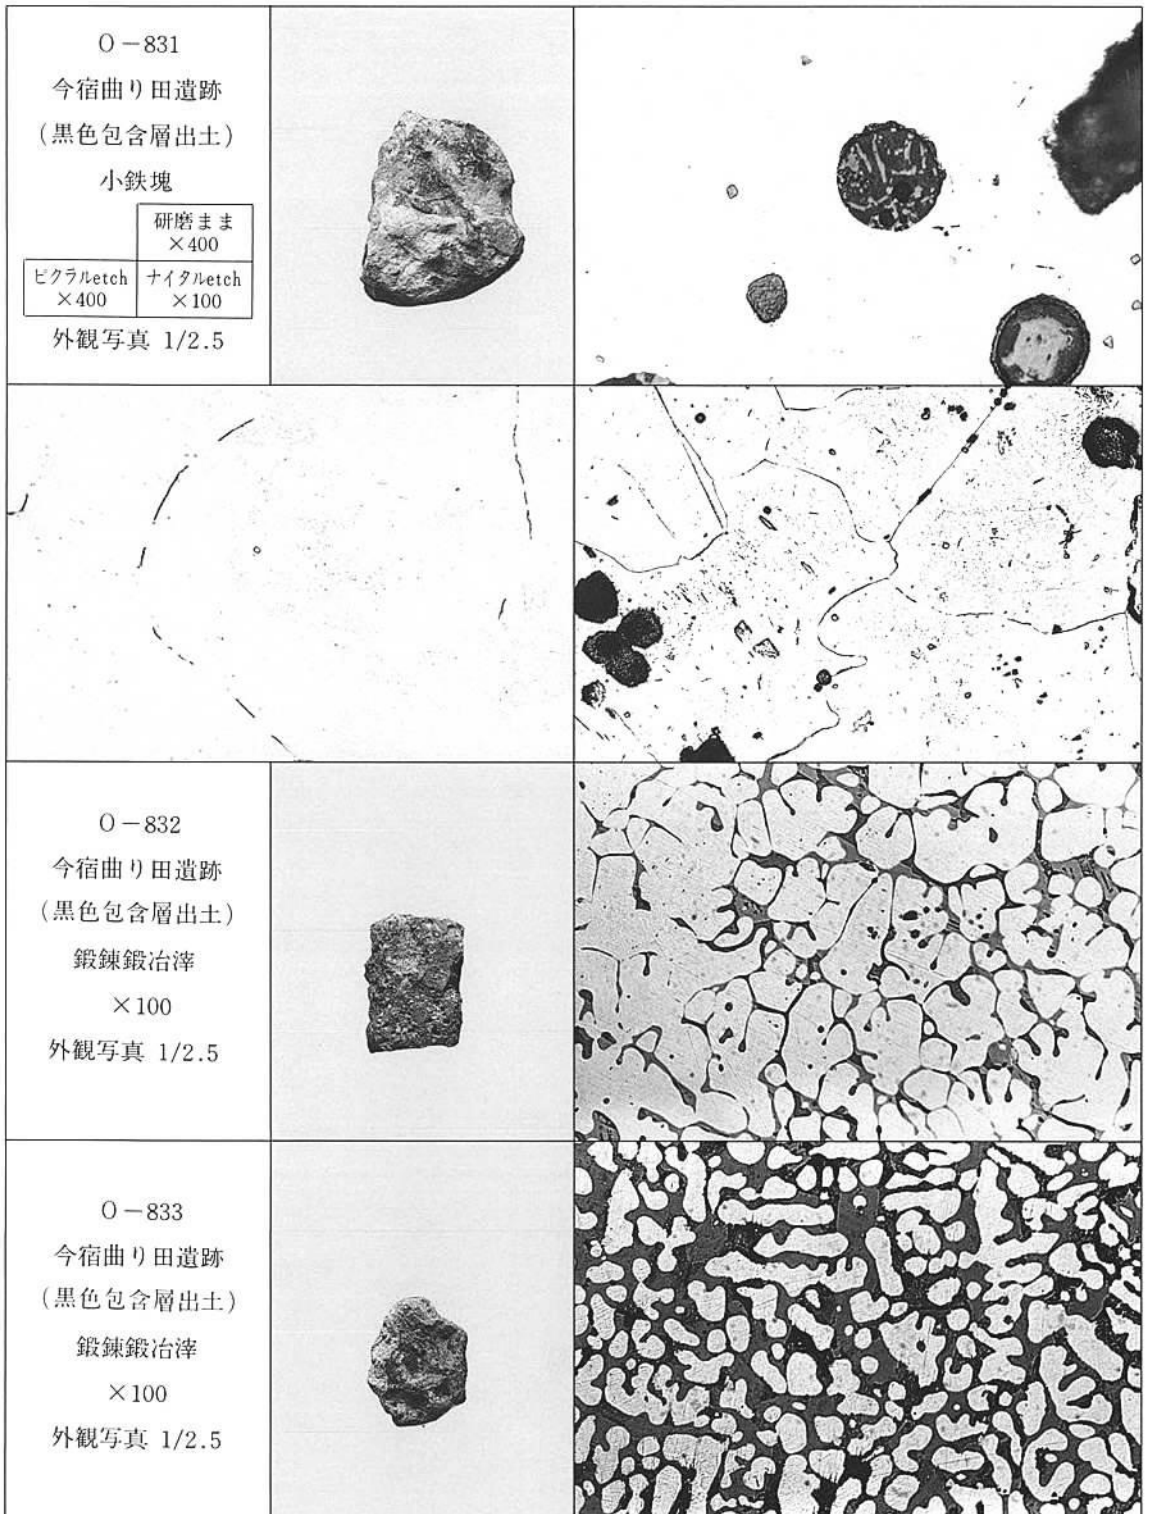 O−831
今宿曲り田遺跡
(黒色包含層出土)
小鉄塊
研磨まま
×400
ピクラルetch
×400
ナイタルetch
×100
外観写真 1/2.5
O−832
今宿曲り田遺跡
(黒色包含層出土)
鍛錬鍛冶滓
×100
外観写真 1/2.5
O−833
今宿曲り田遺跡
(黒色包含層出土)
鍛錬鍛冶滓
×100
外観写真 1/2.5